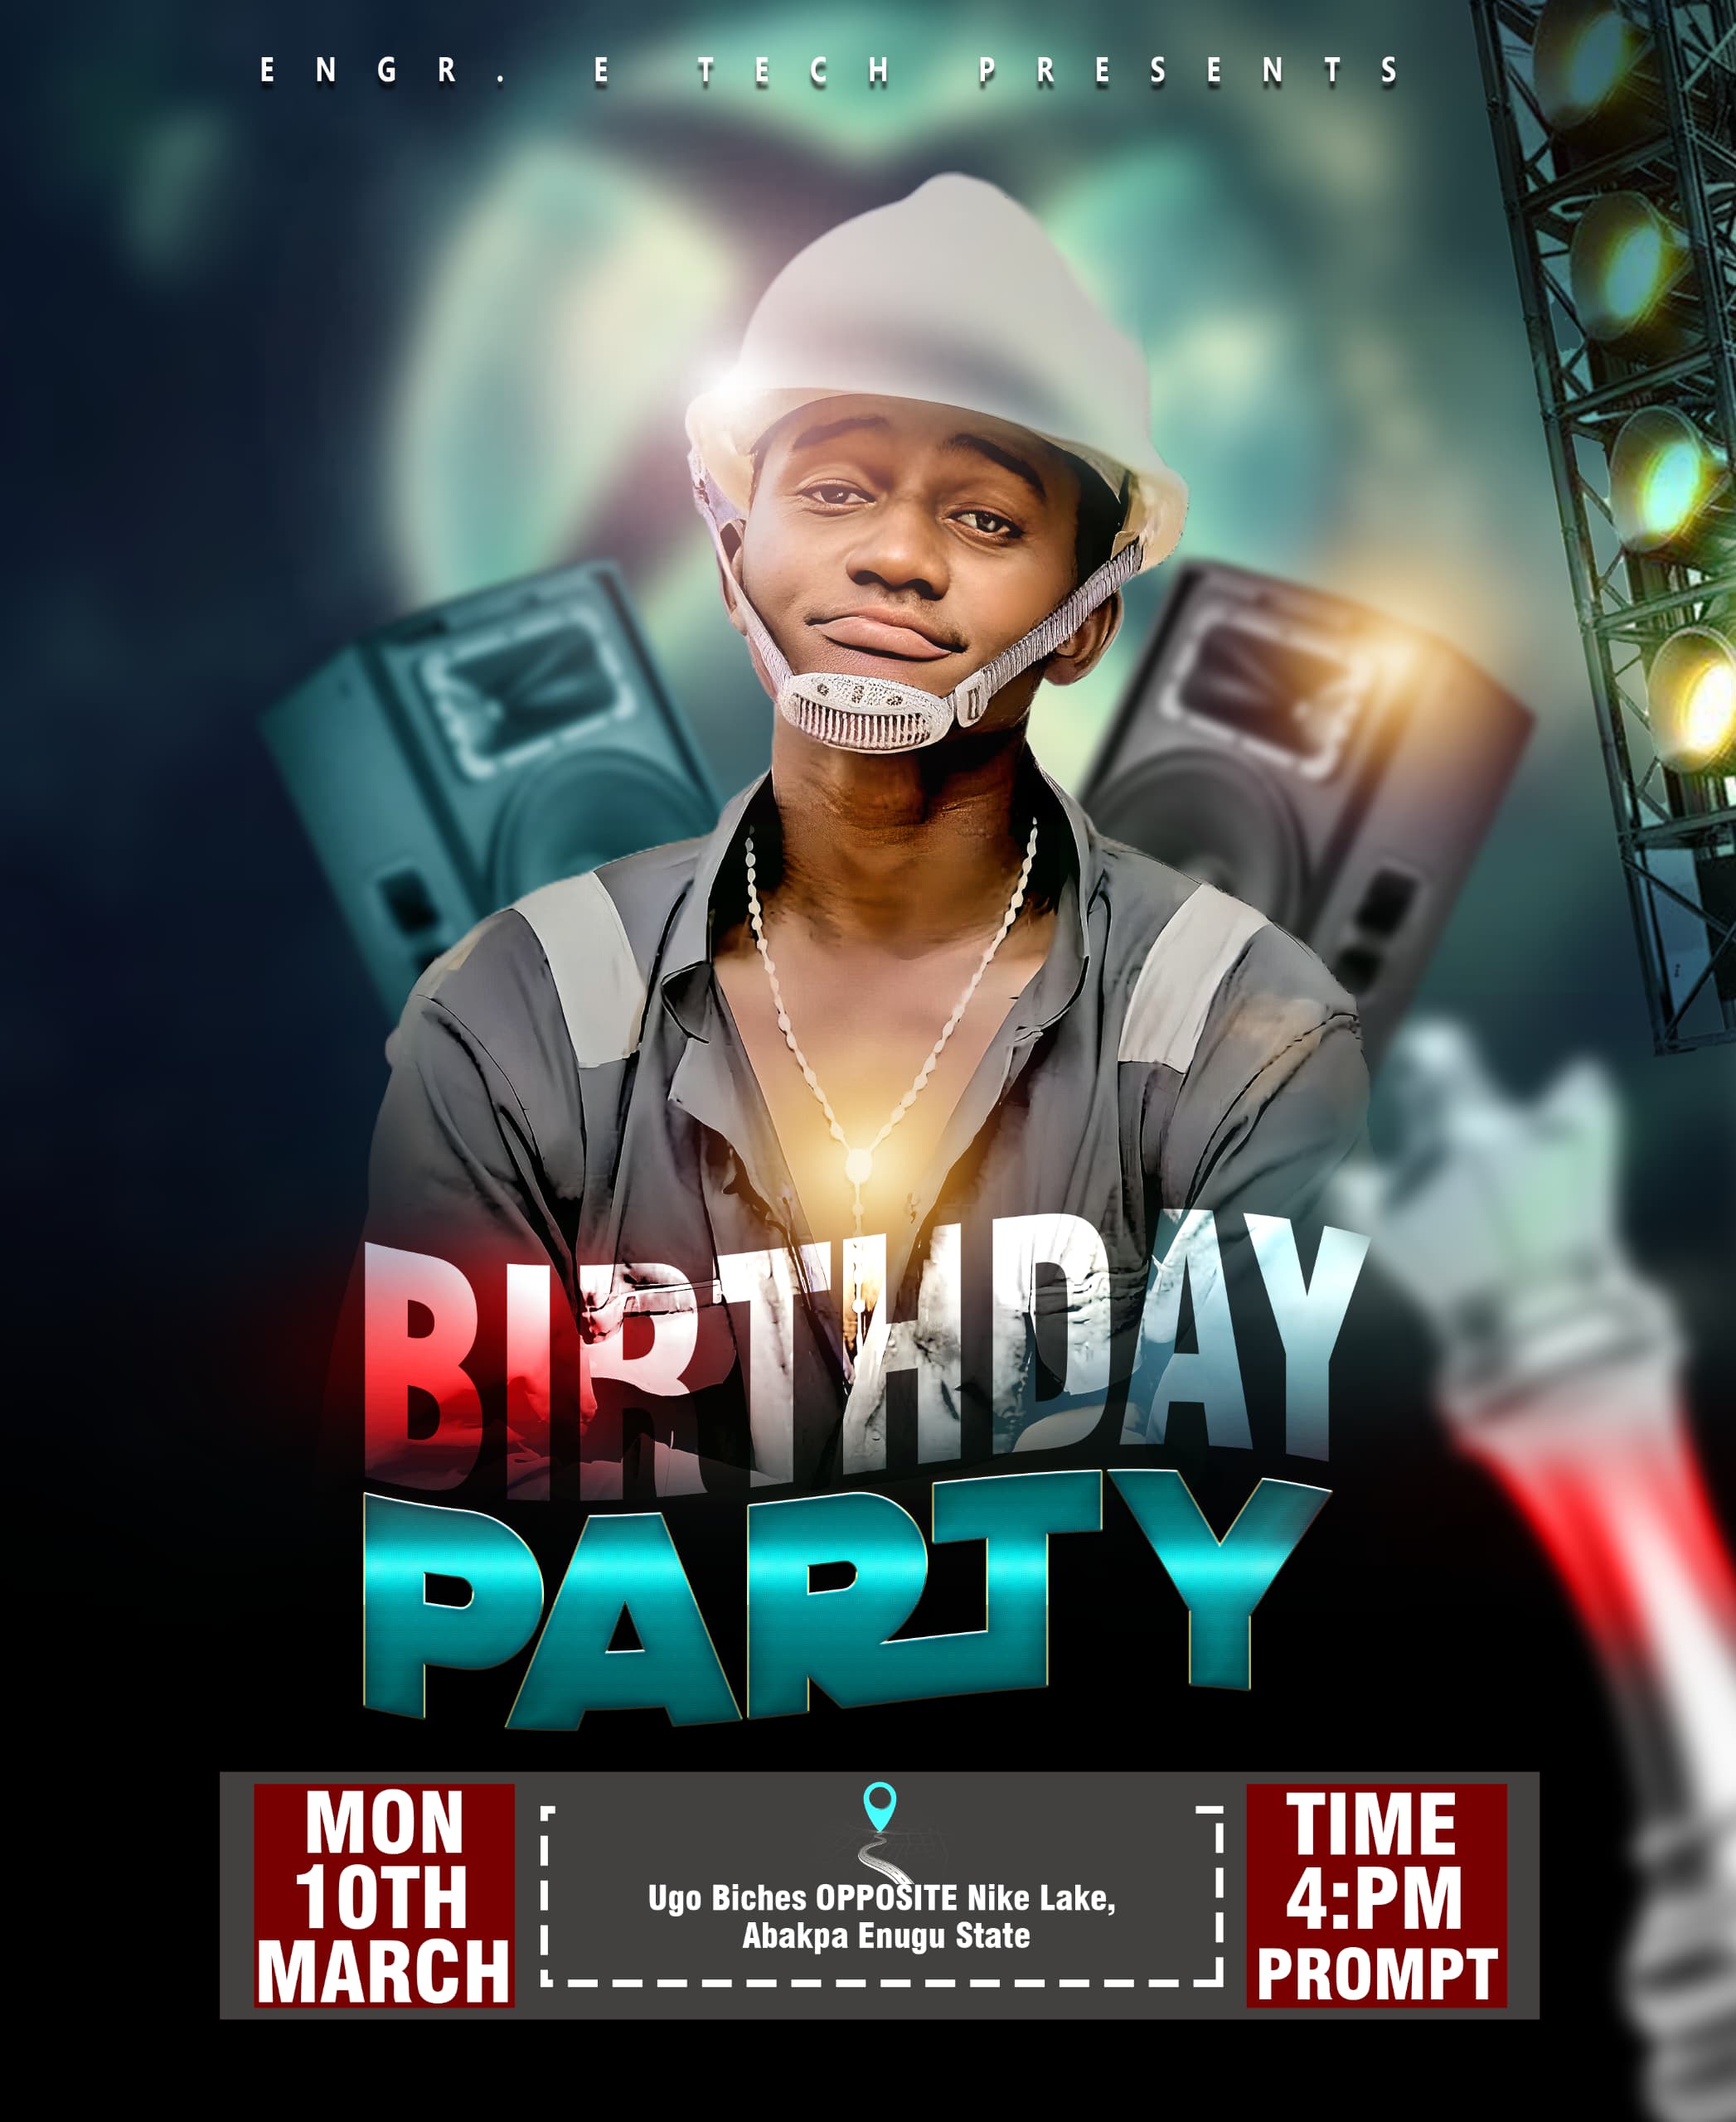 ENGR. E TECH PRESENTS
BIRTHDAY
PARTY
MON
10TH
MARCH
Ugo Biches OPPOSITE Nike Lake,
Abakpa Enugu State
TIME
4:PM
PROMPT